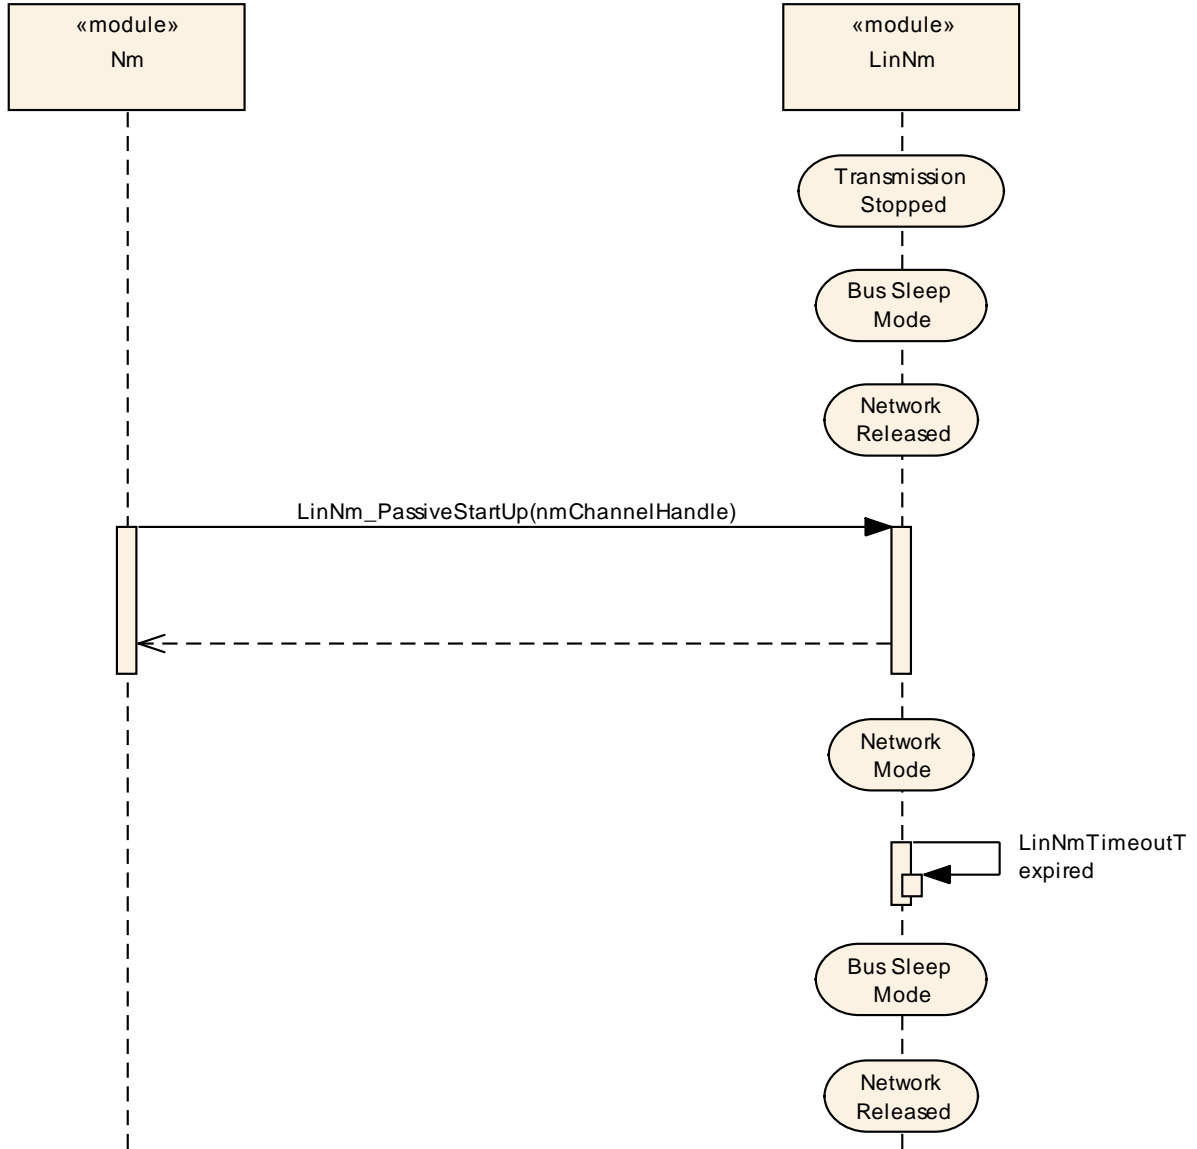 «module»
Nm
«module»
LinNm
Transmission
Stopped
Bus Sleep
Mode
Network
Released
LinNm_PassiveStartUp(nmChannelHandle)
Network
Mode
LinNmTimeoutT
expired
Bus Sleep
Mode
Network
Released